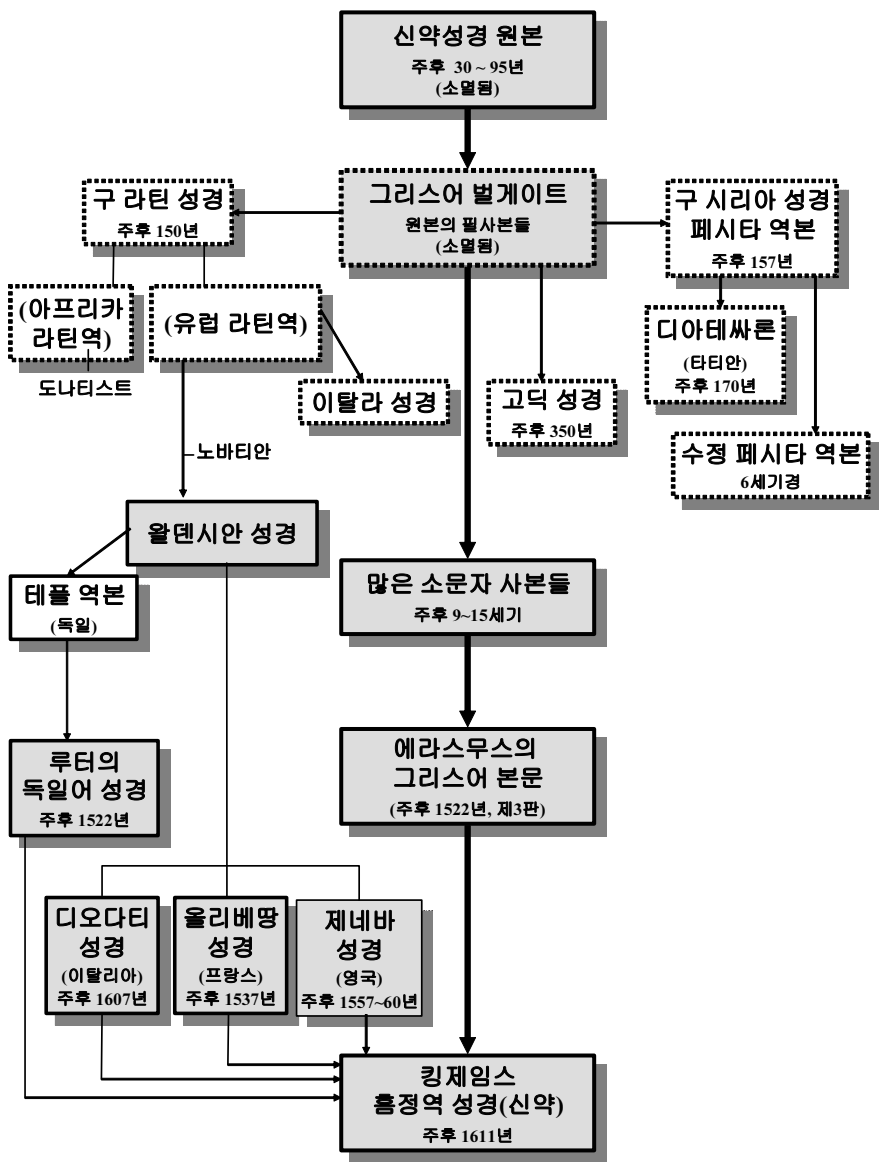 신약성경 원본
주후 30 ~ 95년
(소멸됨)
그리스어 벌게이트
원본의 필사본들
(소멸됨)
구 라틴 성경
주후 150년
구 시리아 성경
페시타 역본
주후 157년
(아프리카
라틴역)
도나티스트
(유럽 라틴역)
이탈라 성경
고딕 성경
주후 350년
디아테싸론
(타티안)
주후 170년
수정 페시타 역본
6세기경
노바티안
왈덴시안 성경
테플 역본
(독일)
많은 소문자 사본들
주후 9~15세기
루터의
독일어 성경
주후 1522년
에라스무스의
그리스어 본문
(주후 1522년, 제3판)
디오다티
성경
(이탈리아)
주후 1607년
올리베땅
성경
(프랑스)
주후 1537년
제네바
성경
(영국)
주후 1557~60년
킹제임스
흠정역 성경(신약)
주후 1611년